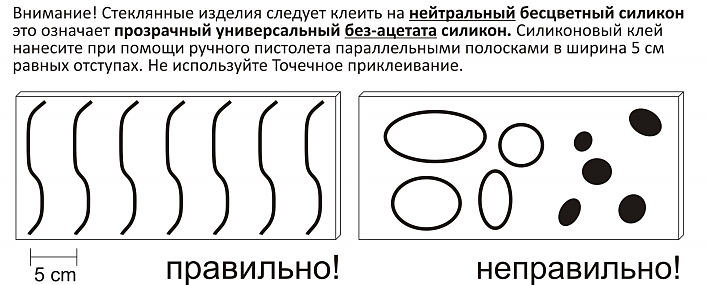 Внимание! Стеклянные изделия следует клеить на нейтральный бесцветный силикон
это означает прозрачный универсальный без-ацетата силикон. Силиконовый клей
нанесите при помощи ручного пистолета параллельными полосками в ширина 5 см
равных отступах. Не используйте Точечное приклеивание.
5 cm
правильно!
неправильно!